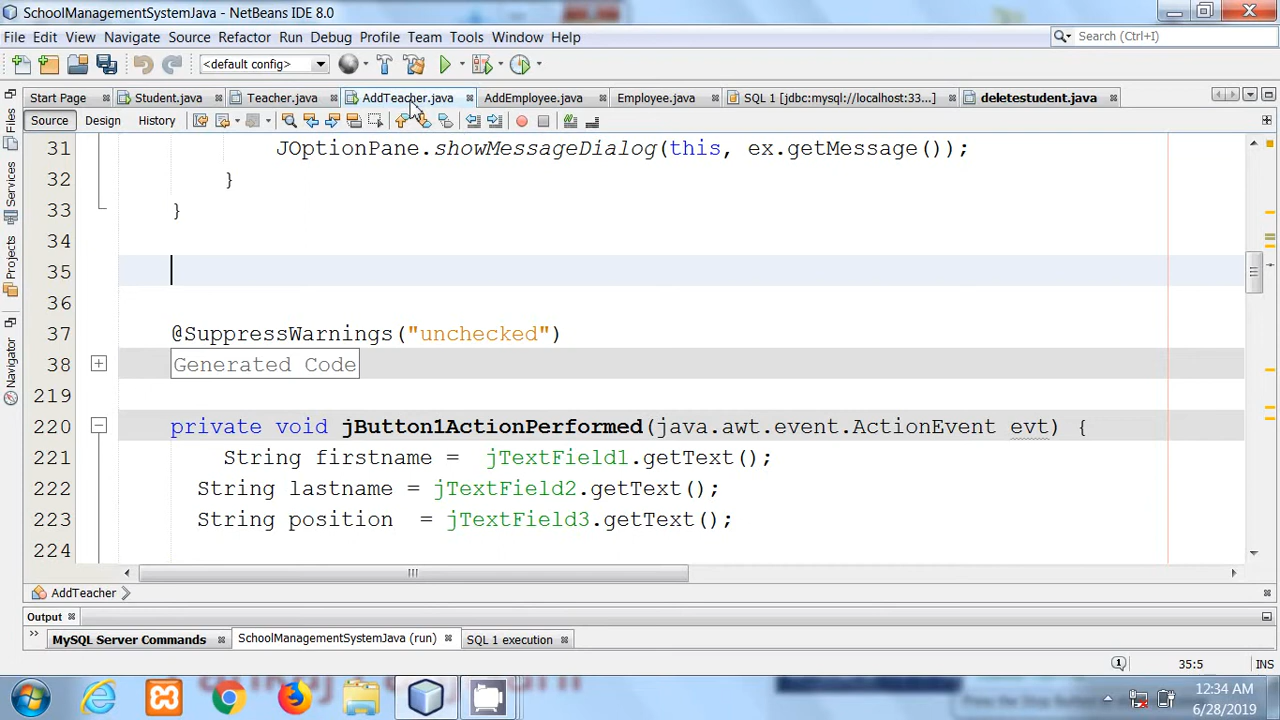 SchoolManagementSystemJava - NetBeans IDE 8.0
File Edit View Navigate Source Refactor Run Debug Profile Team Tools Window Help
Search (Ctrl+I)
<default config>
Start Page Student.java Teacher.java AddTeacher.java AddEmployee.java Employee.java SQL 1 [jdbc:mysql://localhost:33... deletestudent.java
Source Design History
31 JOptionPane.showMessageDialog(this, ex.getMessage());
32 }
33 }
34
35
36
37 @SuppressWarnings("unchecked")
38 Generated Code
219
220 private void jButton1ActionPerformed(java.awt.event.ActionEvent evt) {
221 String firstname = jTextField1.getText();
222 String lastname = jTextField2.getText();
223 String position = jTextField3.getText();
224
Files
Services
Projects
Navigator
AddTeacher
Output
MySQL Server Commands SchoolManagementSystemJava (run) SQL 1 execution
1 35:5 INS
12:34 AM
6/28/2019